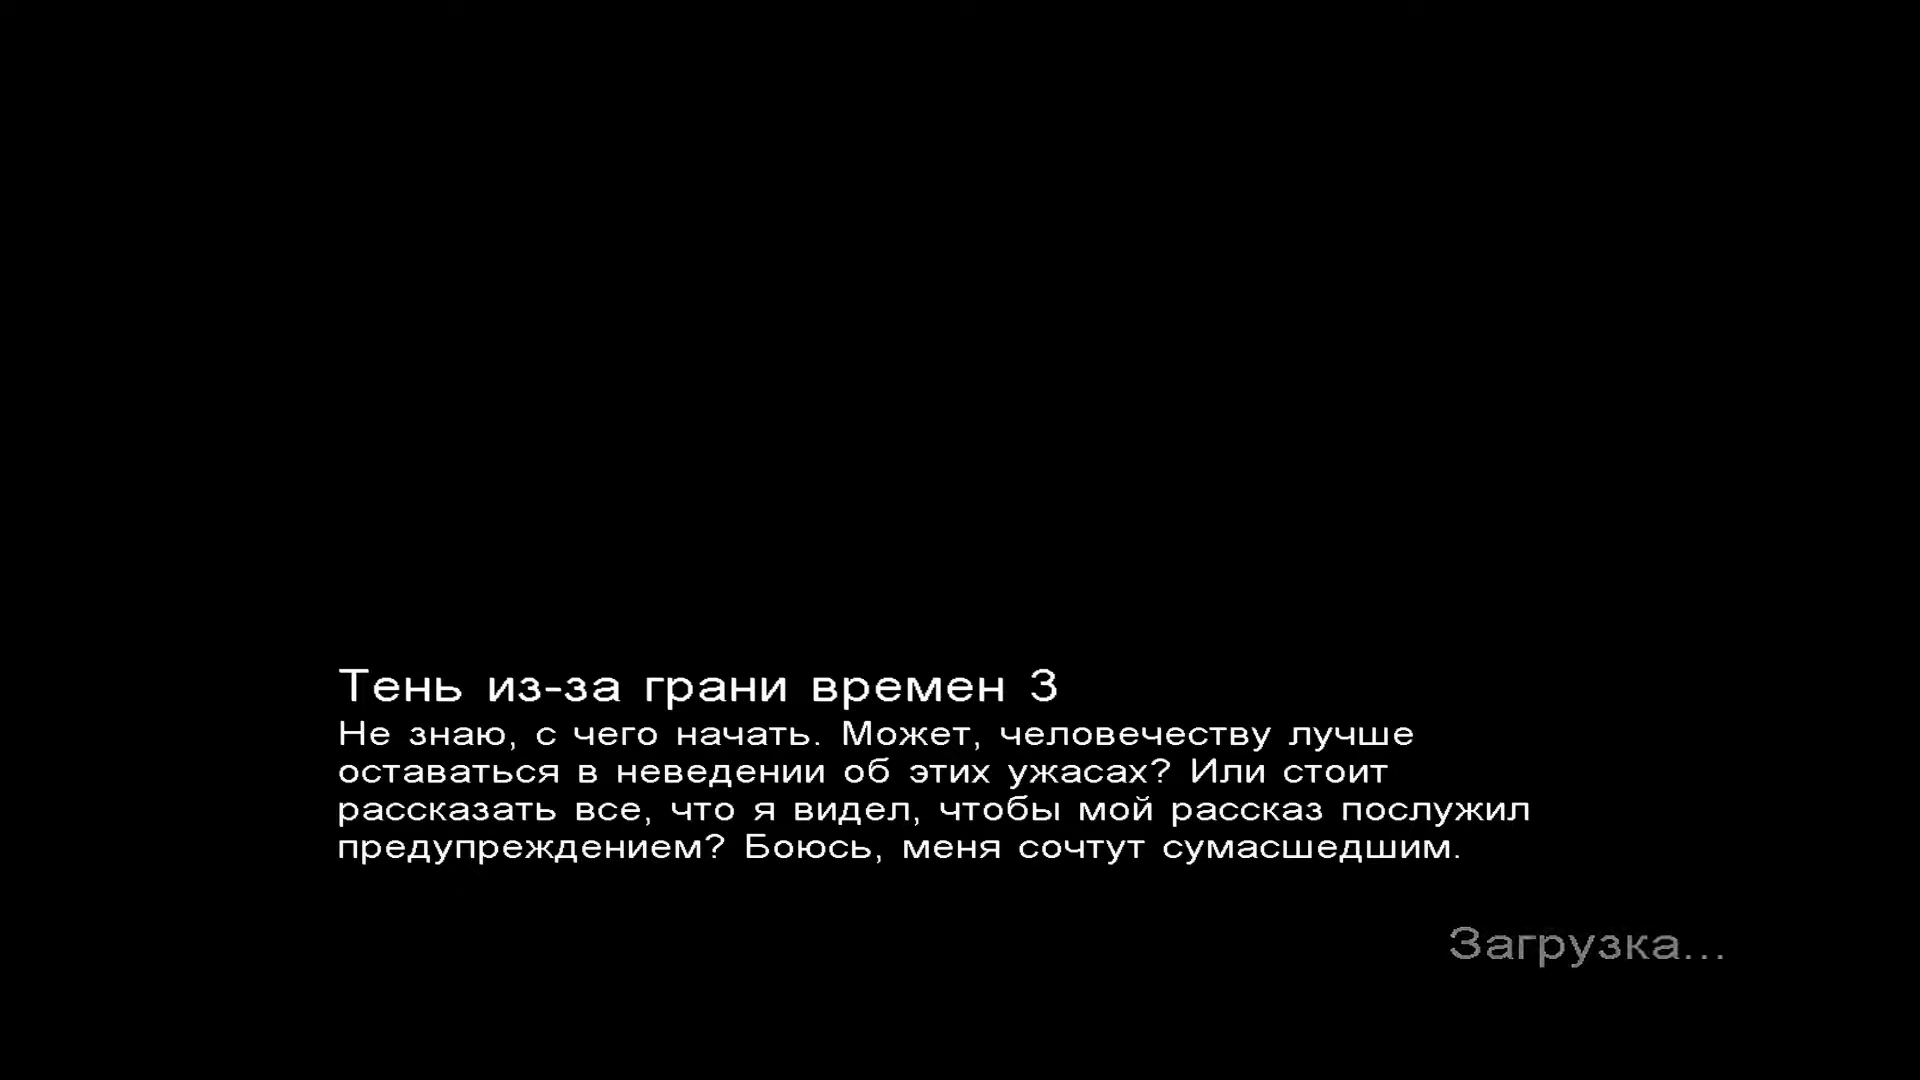 Тень из-за грани времен 3
Не знаю, с чего начать. Может, человечеству лучше
оставаться в неведении об этих ужасах? Или стоит
рассказать все, что я видел, чтобы мой рассказ послужил
предупреждением? Боюсь, меня сочтут сумасшедшим.
Загрузка...